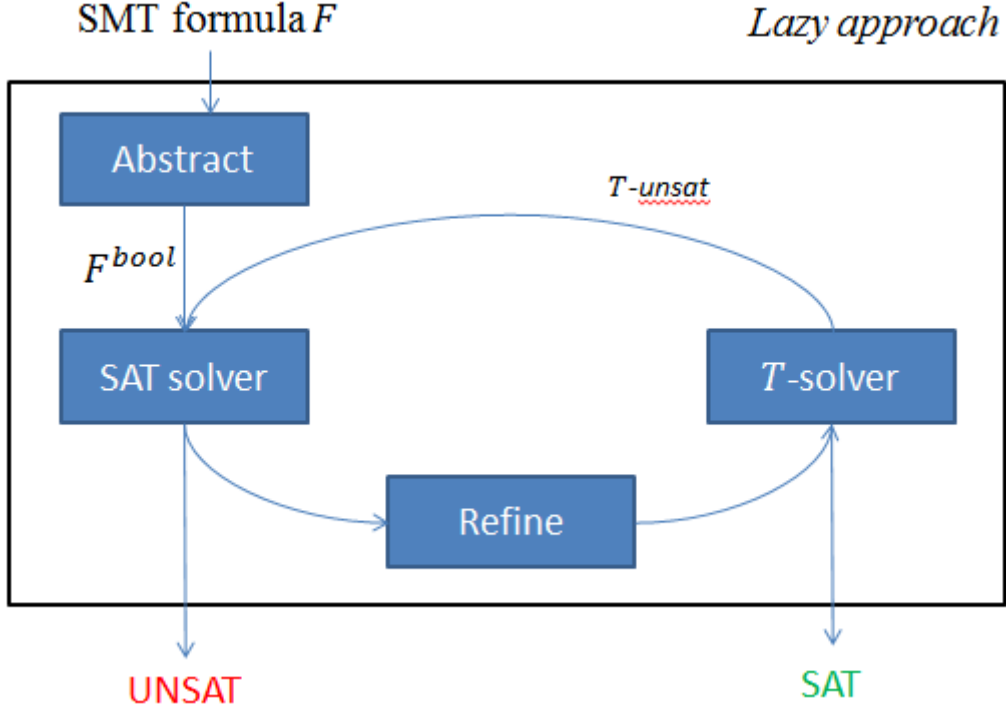 SMT formula F
Lazy approach
Abstract
T-unsat
F^bool
SAT solver
T-solver
Refine
UNSAT
SAT